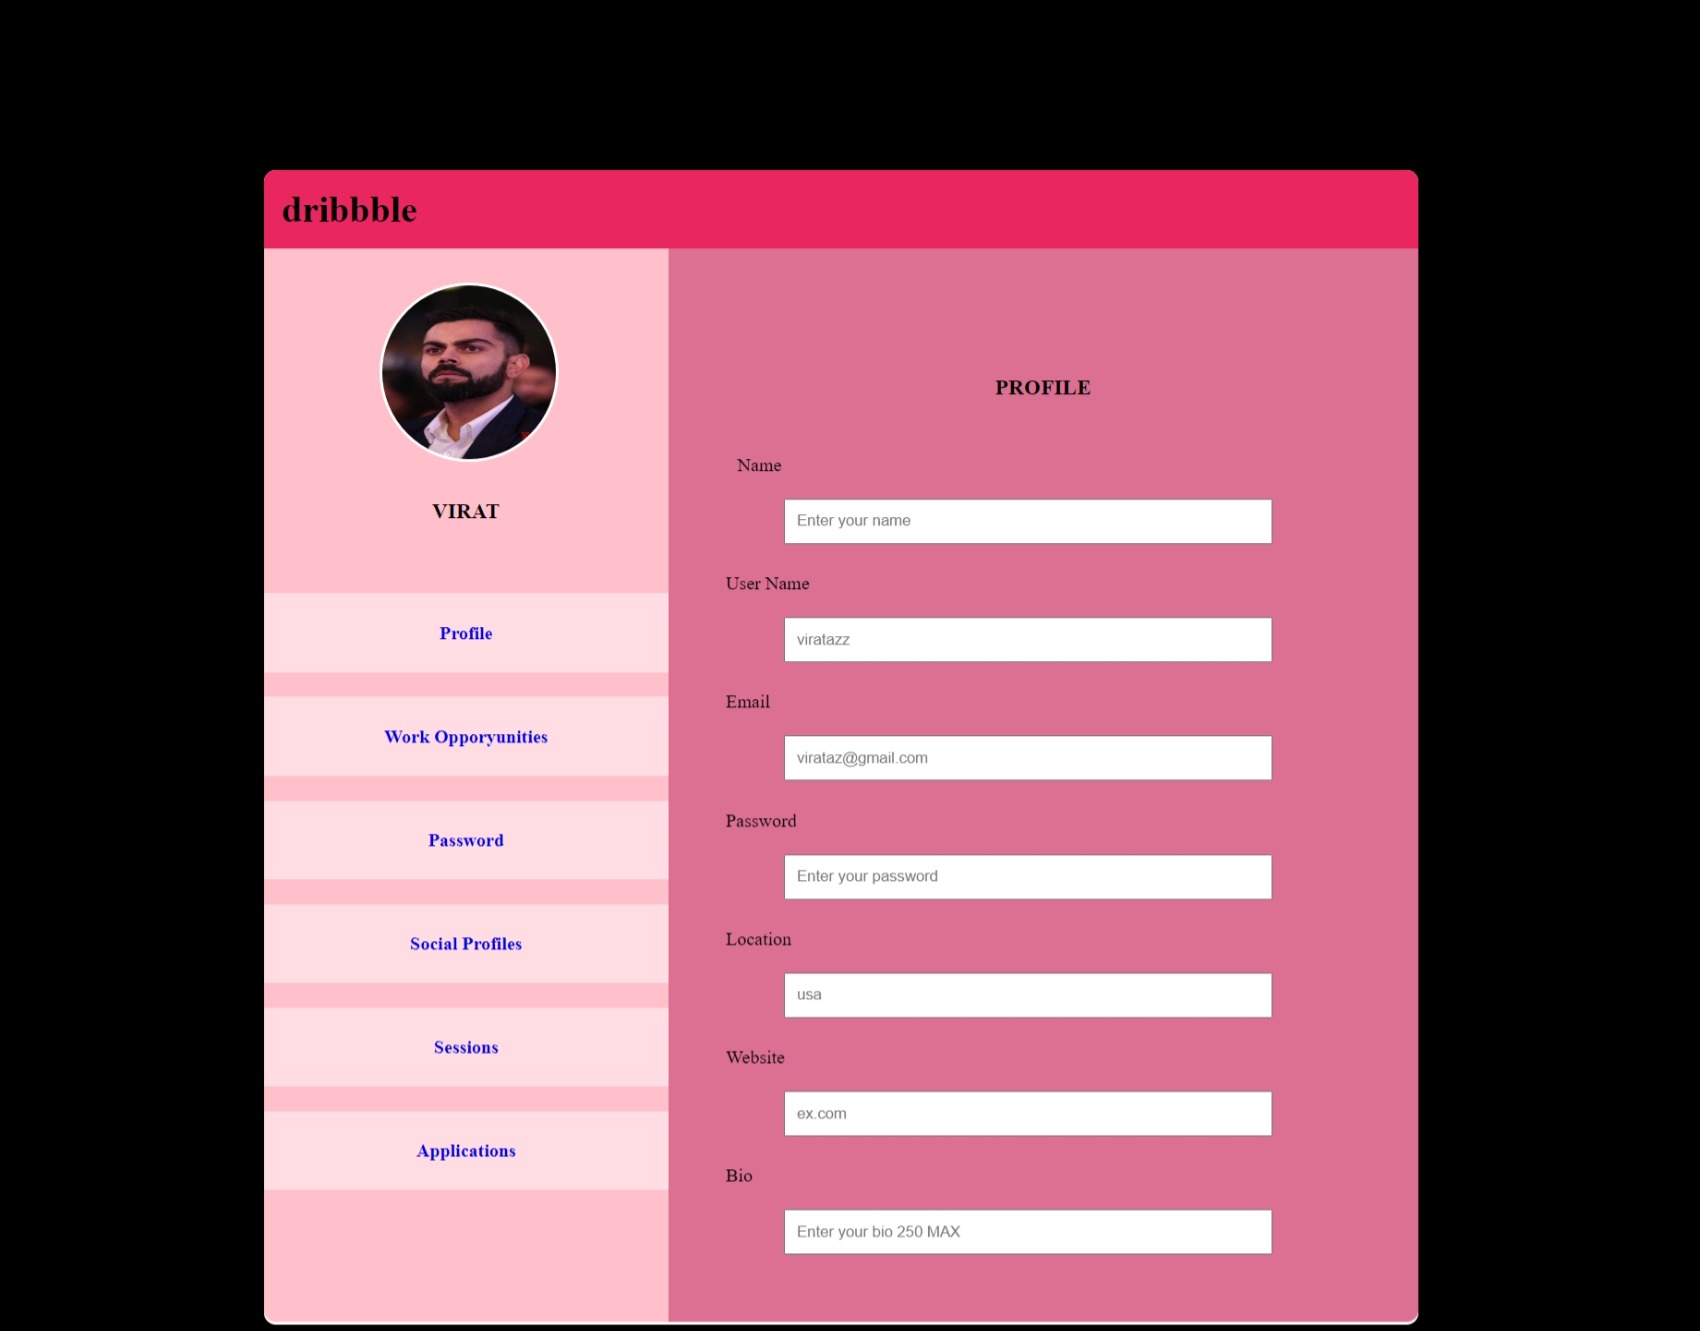 dribbble
VIRAT
Profile
Work Opporyunities
Password
Social Profiles
Sessions
Applications
PROFILE
Name
Enter your name
User Name
viratazz
Email
virataz@gmail.com
Password
Enter your password
Location
usa
Website
ex.com
Bio
Enter your bio 250 MAX